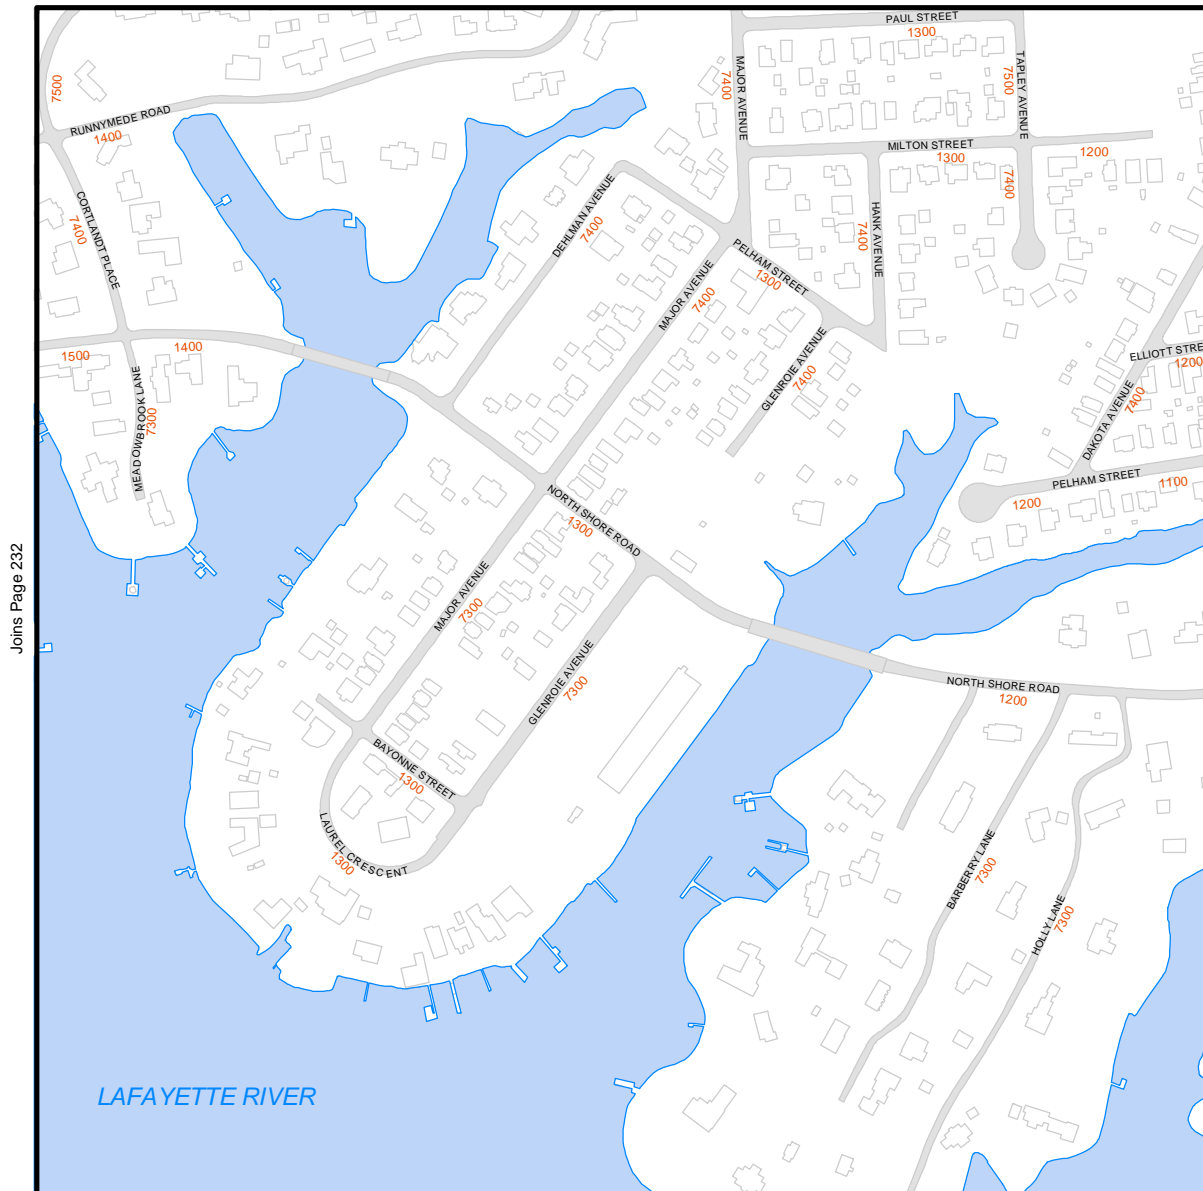 PAUL STREET
1300
7500
MAJOR AVENUE
7400
TAPLEY AVENUE
7500
RUNNYMEDE ROAD
1400
MILTON STREET
1300
1200
7400
CORTLANDT PLACE
7400
DEHLMAN AVENUE
7400
HANK AVENUE
7400
PELHAM STREET
1300
MAJOR AVENUE
7400
1500
1400
GLENROIE AVENUE
7400
ELLIOTT STRE
1200
MEADOWBROOK LANE
7300
DAKOTA AVENUE
7400
PELHAM STREET
1200
1100
NORTH SHORE ROAD
1300
Joins Page 232
MAJOR AVENUE
7300
GLENROIE AVENUE
7300
NORTH SHORE ROAD
1200
BAYONNE STREET
1300
LAUREL CRESCENT
1300
BARBERRY LANE
7300
HOLLY LANE
7300
LAFAYETTE RIVER